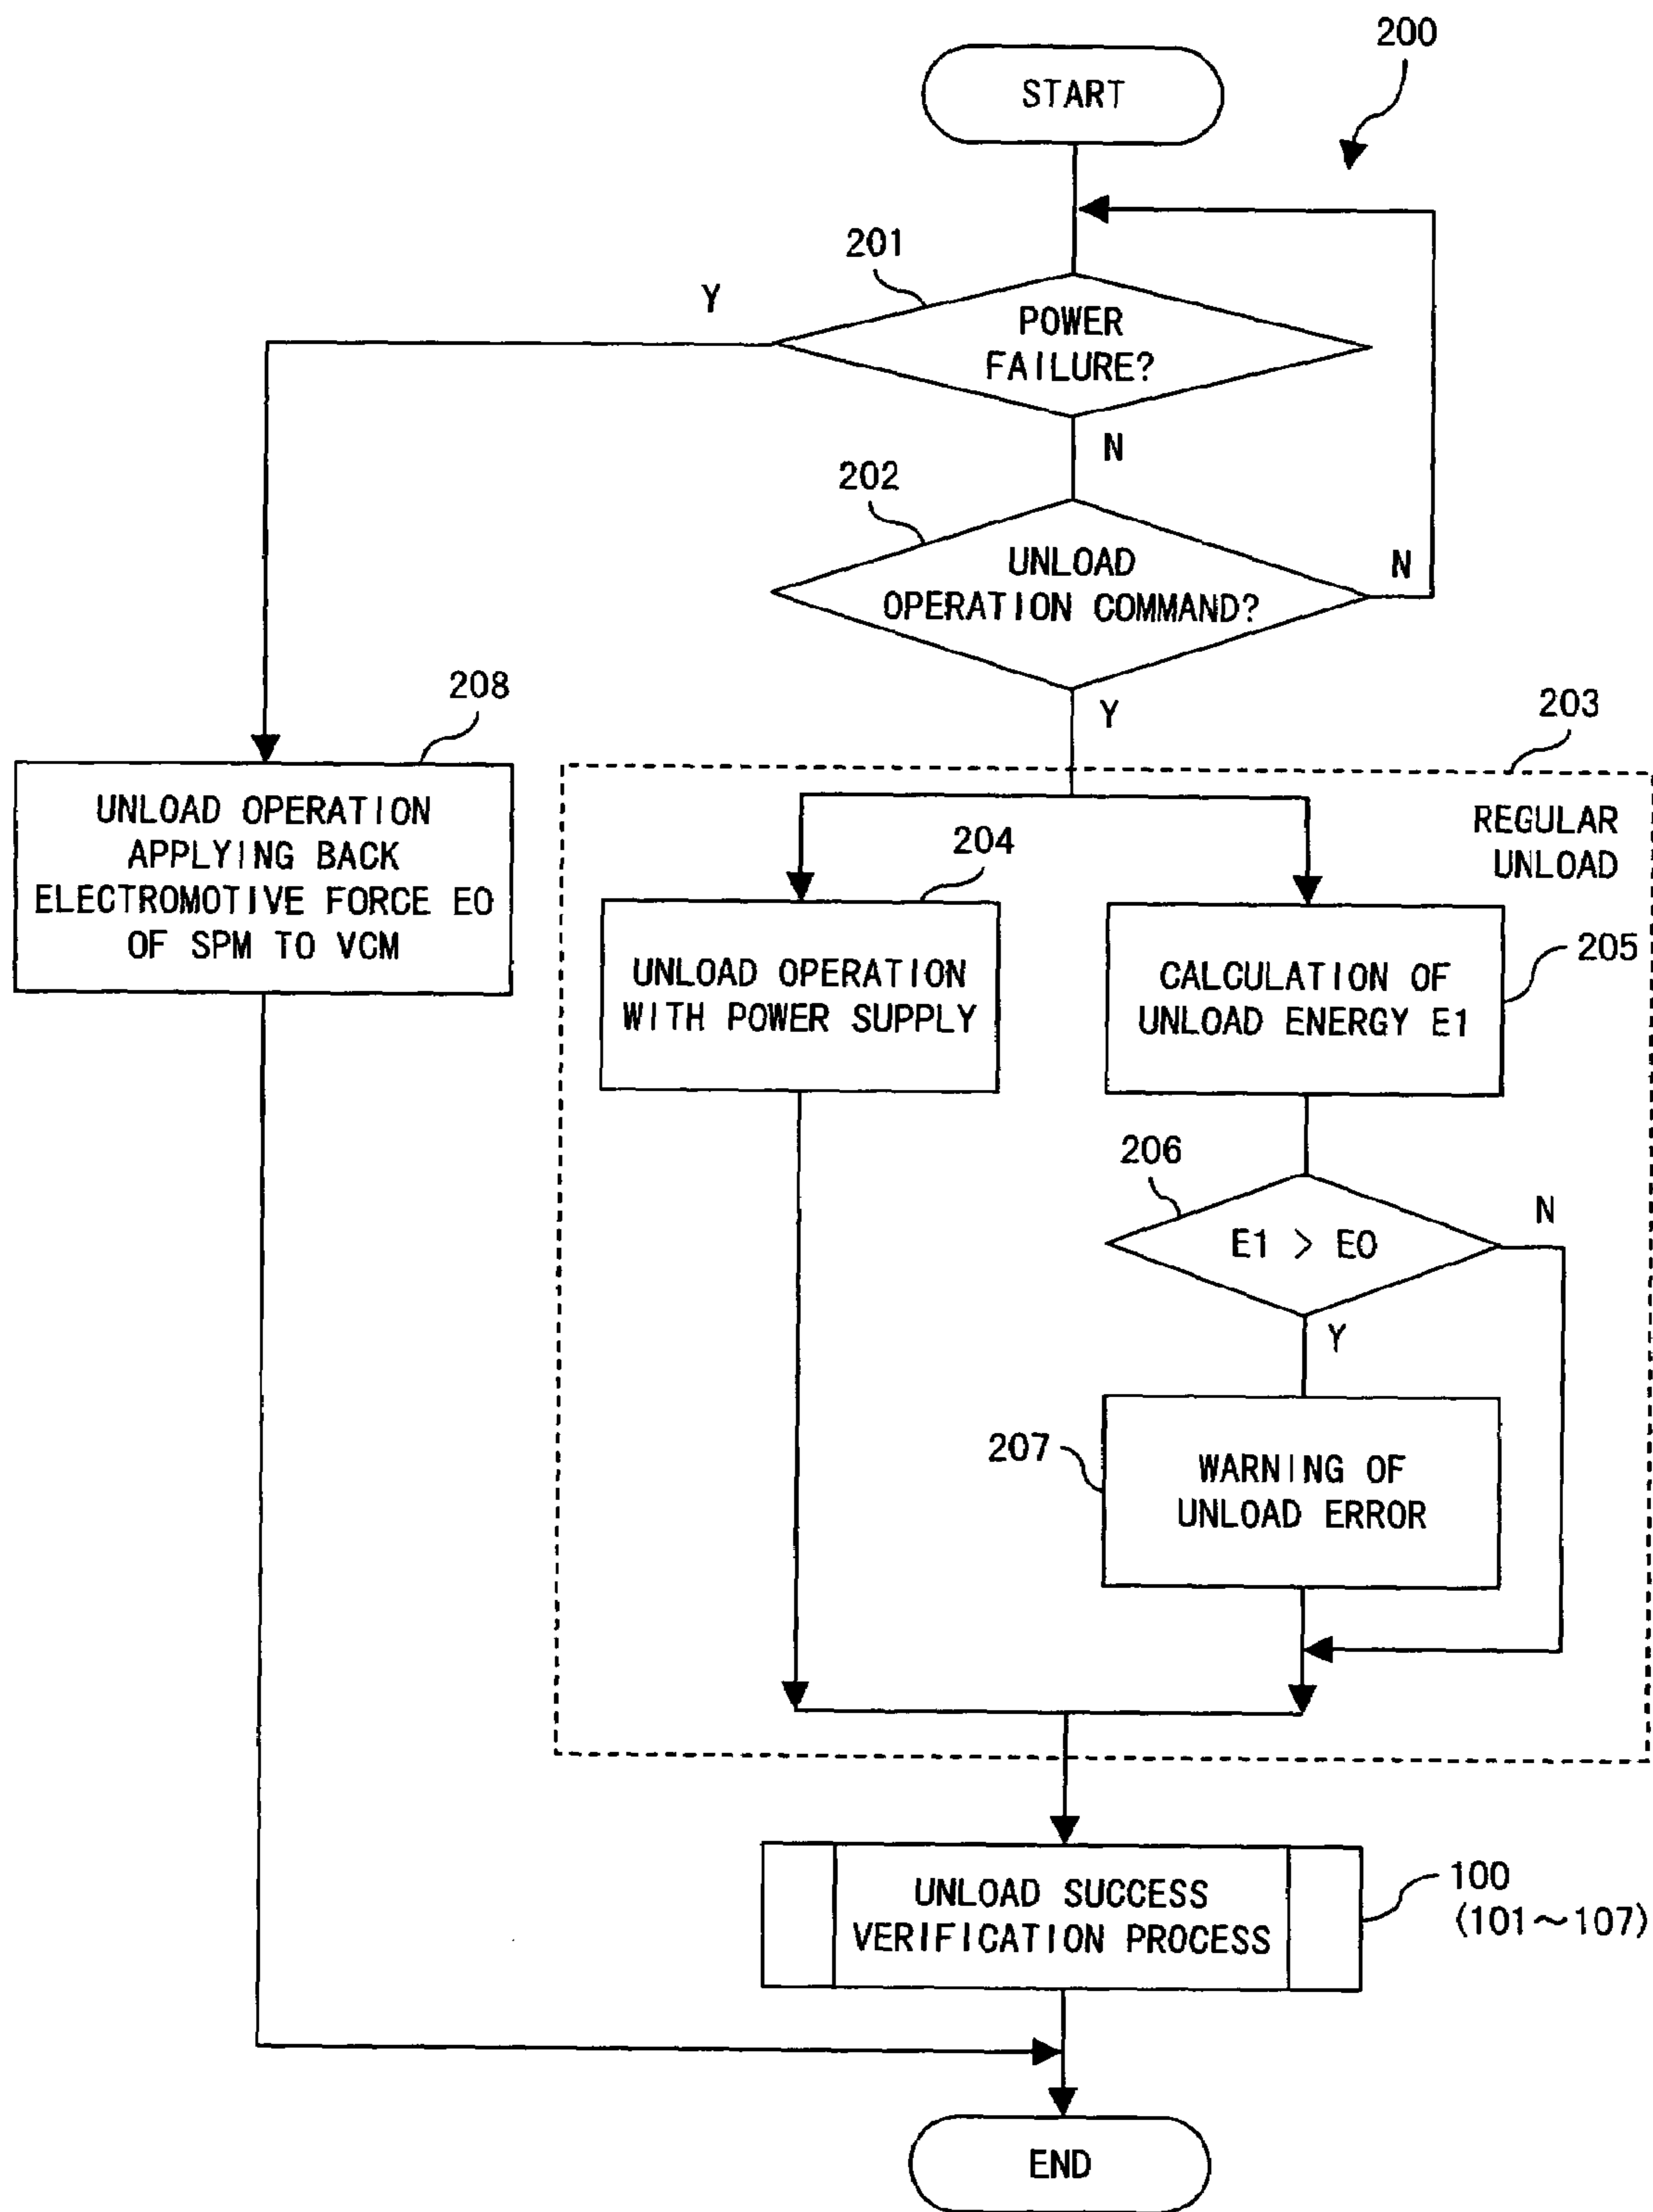 200
START
201
Y
POWER
FAILURE?
N
202
UNLOAD
OPERATION COMMAND?
N
Y
208
203
UNLOAD OPERATION
APPLYING BACK
ELECTROMOTIVE FORCE E0
OF SPM TO VCM
REGULAR
UNLOAD
204
UNLOAD OPERATION
WITH POWER SUPPLY
205
CALCULATION OF
UNLOAD ENERGY E1
206
N
E1 > E0
Y
207
WARNING OF
UNLOAD ERROR
UNLOAD SUCCESS
VERIFICATION PROCESS
100
(101~107)
END